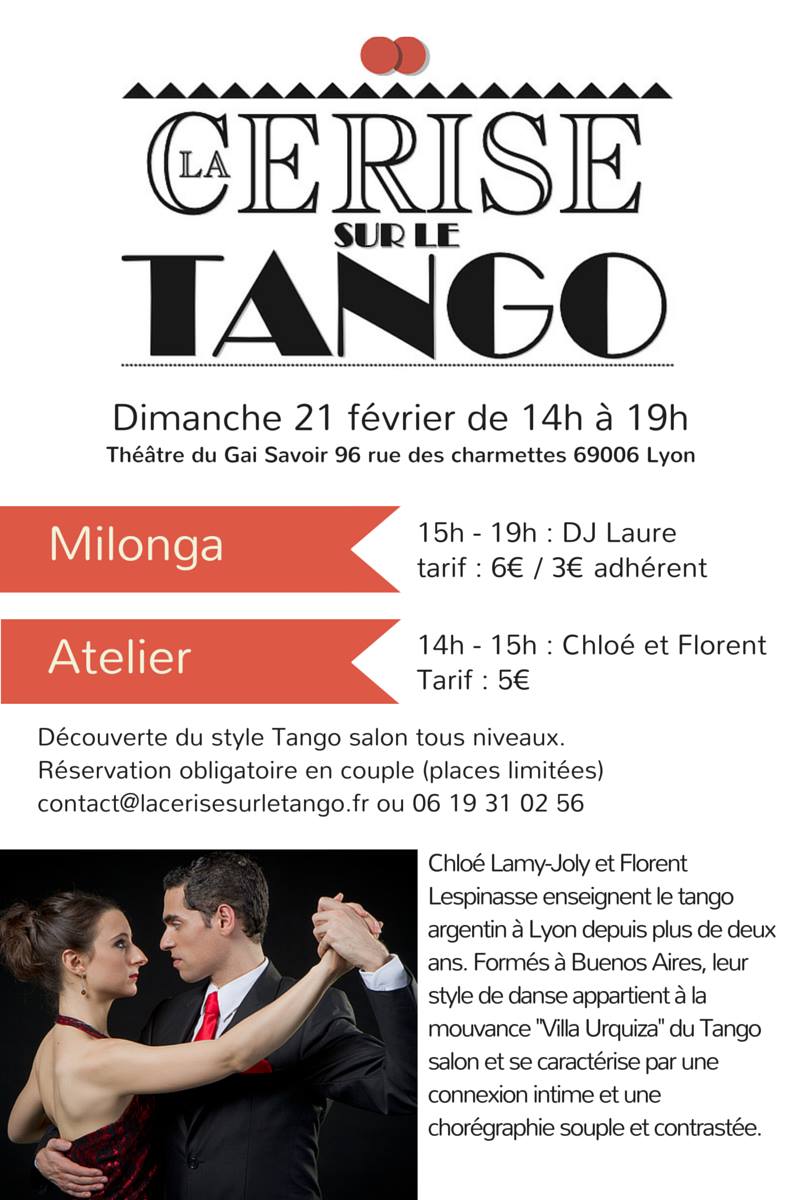 LA CERISE
SUR LE
TANGO
Dimanche 21 février de 14h à 19h
Théâtre du Gai Savoir 96 rue des charmettes 69006 Lyon
Milonga
15h - 19h : DJ Laure
tarif : 6€ / 3€ adhérent
Atelier
14h - 15h : Chloé et Florent
Tarif : 5€
Découverte du style Tango salon tous niveaux.
Réservation obligatoire en couple (places limitées)
contact@lacerisesurletango.fr ou 06 19 31 02 56
Chloé Lamy-Joly et Florent
Lespinasse enseignent le tango
argentin à Lyon depuis plus de deux
ans. Formés à Buenos Aires, leur
style de danse appartient à la
mouvance "Villa Urquiza" du Tango
salon et se caractérise par une
connexion intime et une
chorégraphie souple et contrastée.